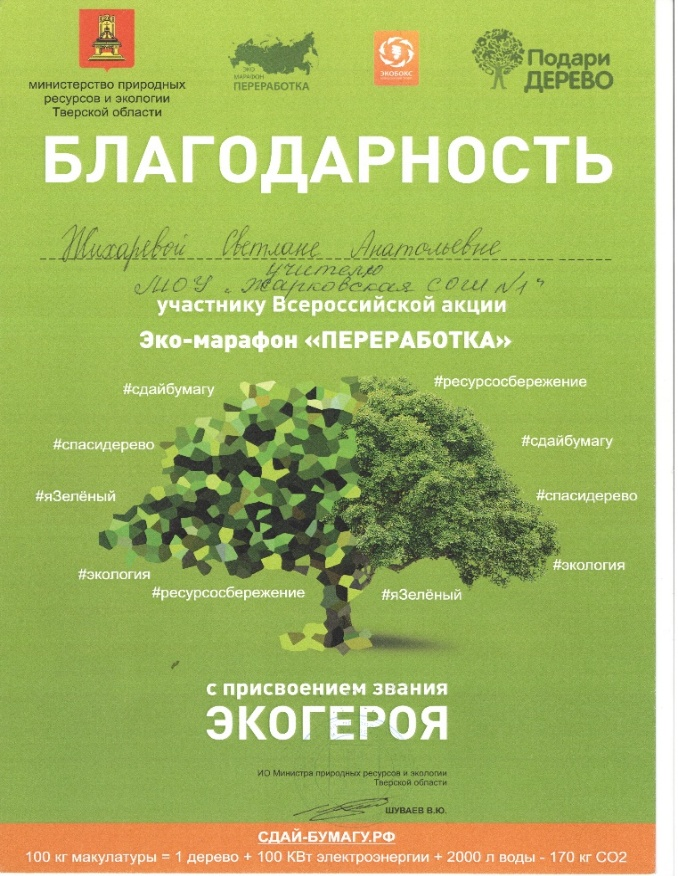 министерство природных
ресурсов и экологии
Тверской области
ЭКО
МАРАФОН
ПЕРЕРАБОТКА
ЭКОБОКС
Подари
ДЕРЕВО
БЛАГОДАРНОСТЬ
Жихаревой Светлане Анатольевне
учителю
МОУ "Жарковская СОШ №1"
участнику Всероссийской акции
Эко-марафон «ПЕРЕРАБОТКА»
#сдайбумагу
#ресурсосбережение
#спасидерево
#сдайбумагу
#яЗелёный
#спасидерево
#экология
#экология
#ресурсосбережение
#яЗелёный
с присвоением звания
ЭКОГЕРОЯ
ИО Министра природных ресурсов и экологии
Тверской области
ШУВАЕВ В.Ю.
СДАЙ-БУМАГУ.РФ
100 кг макулатуры = 1 дерево + 100 КВт электроэнергии + 2000 л воды - 170 кг СО2